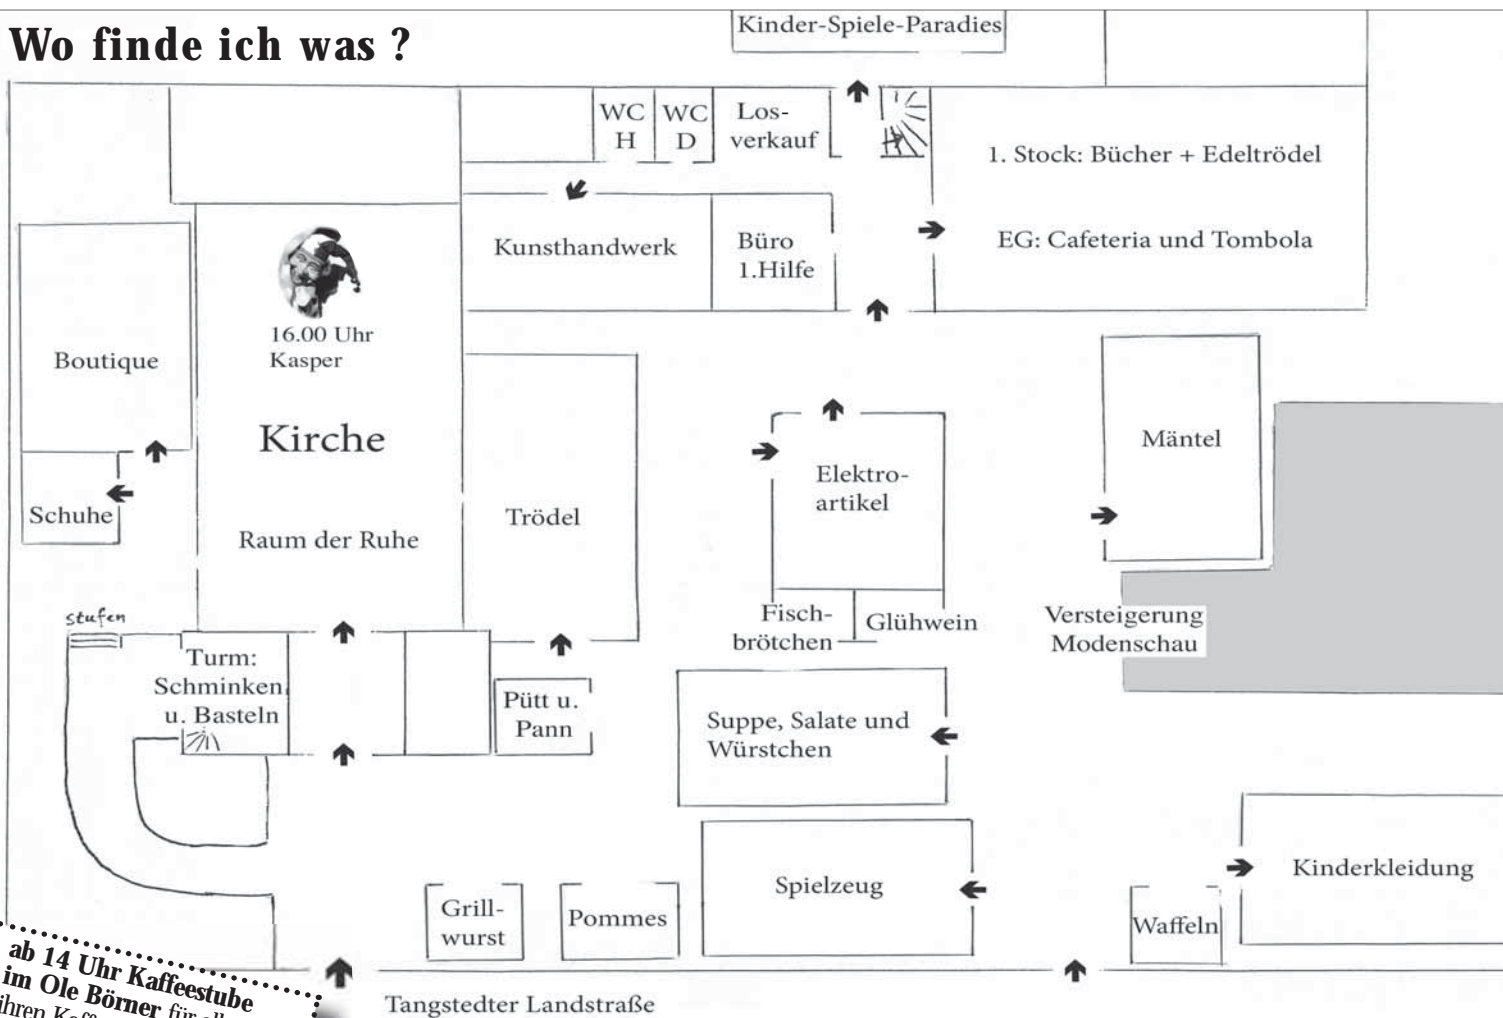 Wo finde ich was ?
Kinder-Spiele-Paradies
WC
H
WC
D
Los-
verkauf
1. Stock: Bücher + Edeltrödel
EG: Cafeteria und Tombola
Kunsthandwerk
Büro
1.Hilfe
16.00 Uhr
Kasper
Boutique
Kirche
Mäntel
Elektro-
artikel
Schuhe
Trödel
Raum der Ruhe
stufen
Fisch-
brötchen
Glühwein
Versteigerung
Modenschau
Turm:
Schminken
u. Basteln
Pütt u.
Pann
Suppe, Salate und
Würstchen
Spielzeug
Kinderkleidung
Grill-
wurst
Pommes
Waffeln
ab 14 Uhr Kaffeestube
im Ole Börner für
ihren
Tangstedter Landstraße